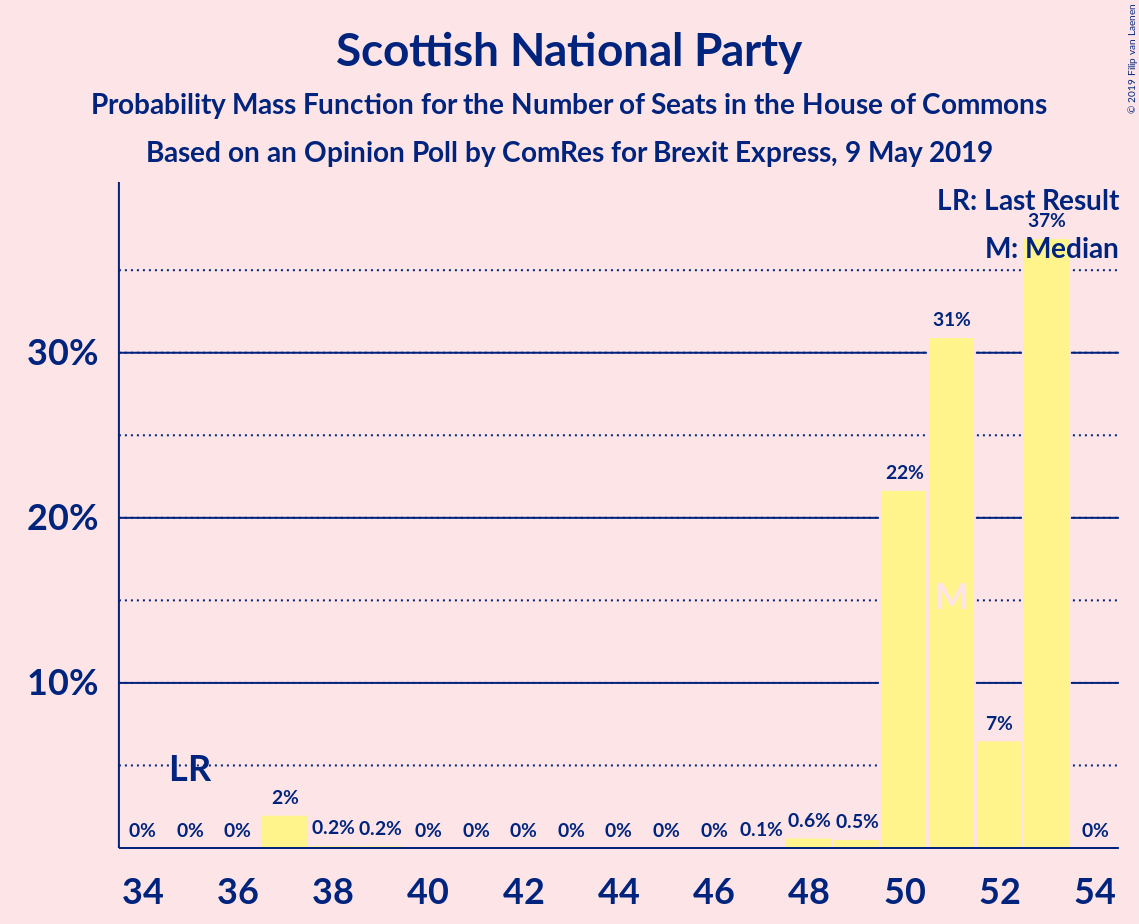 Scottish National Party
Probability Mass Function for the Number of Seats in the House of Commons
Based on an Opinion Poll by ComRes for Brexit Express, 9 May 2019
© 2019 Filip van Laenen
LR: Last Result
37%
M: Median
31%
30%
22%
20%
M
10%
7%
LR
2%
0% 0% 0% 0.2% 0.2% 0% 0% 0% 0% 0% 0% 0% 0.1% 0.6% 0.5% 0%
34 36 38 40 42 44 46 48 50 52 54